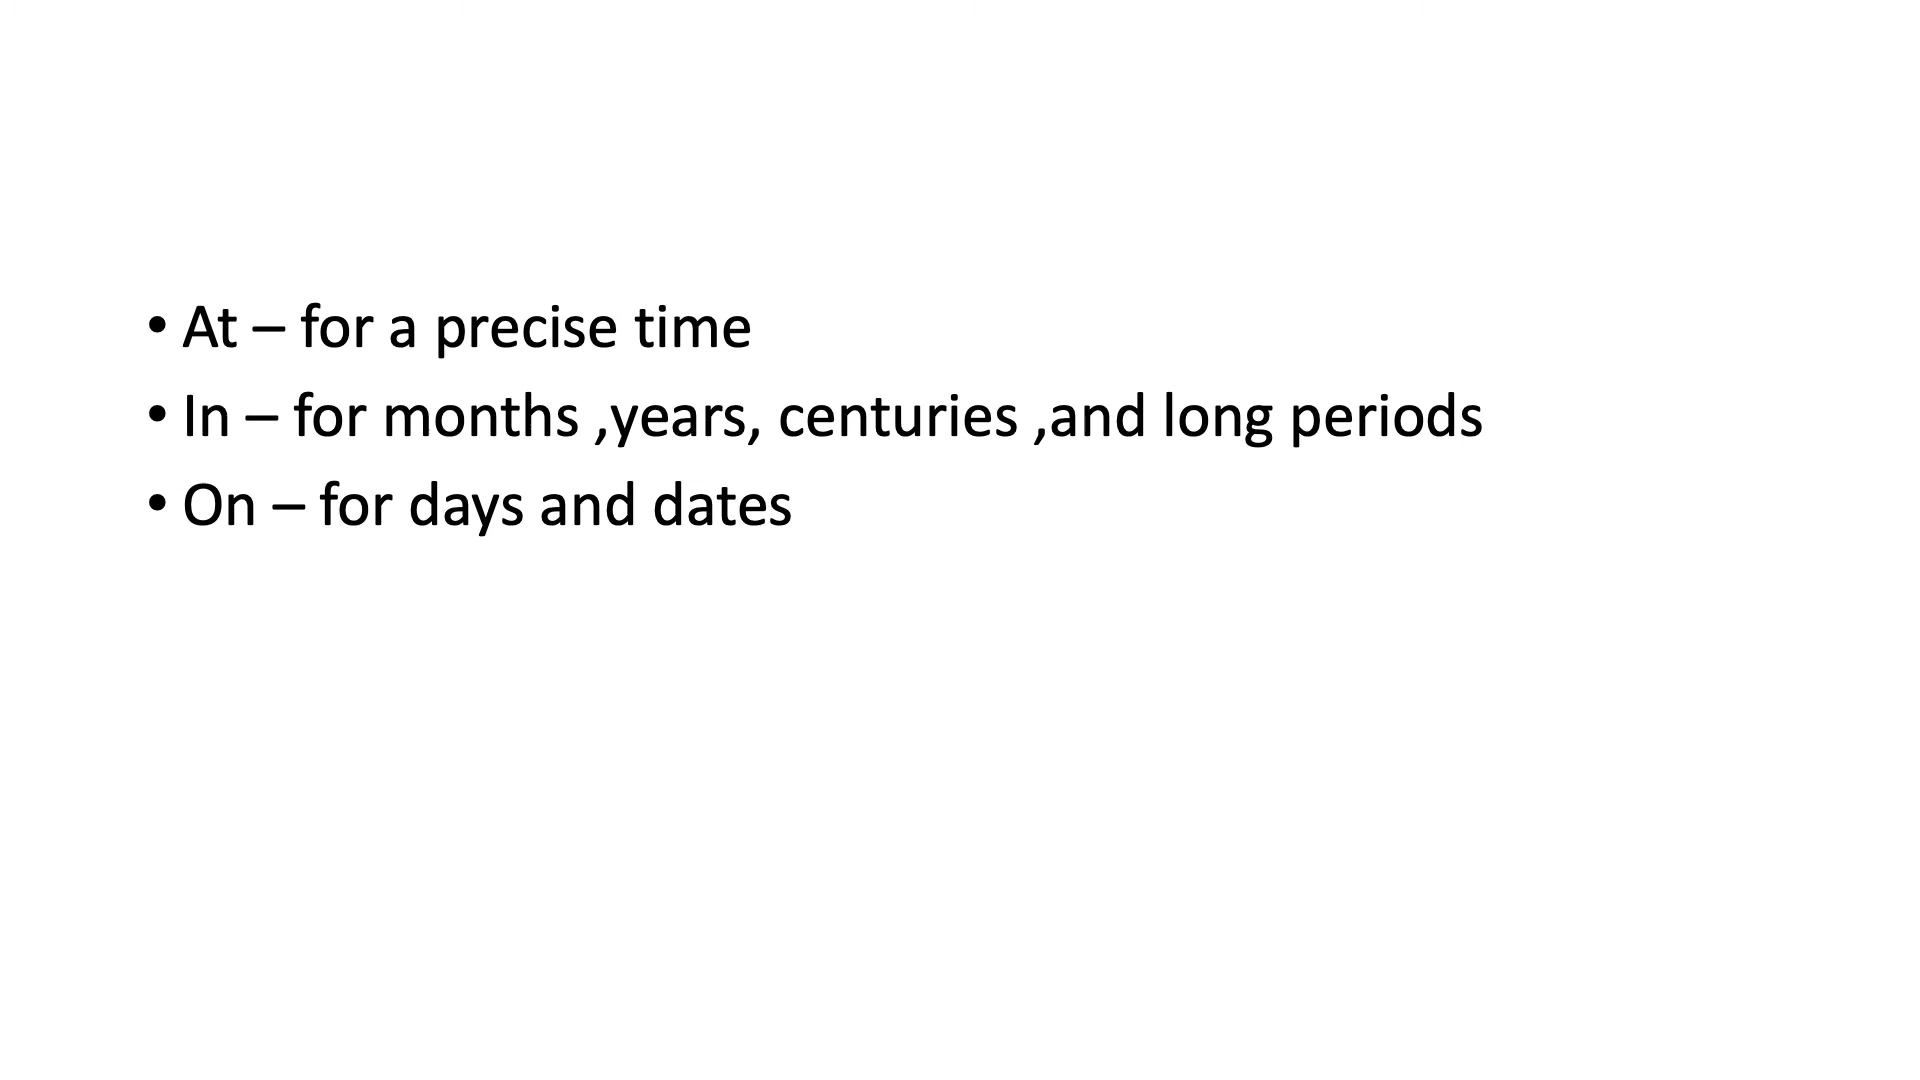 • At – for a precise time
• In – for months ,years, centuries ,and long periods
• On – for days and dates